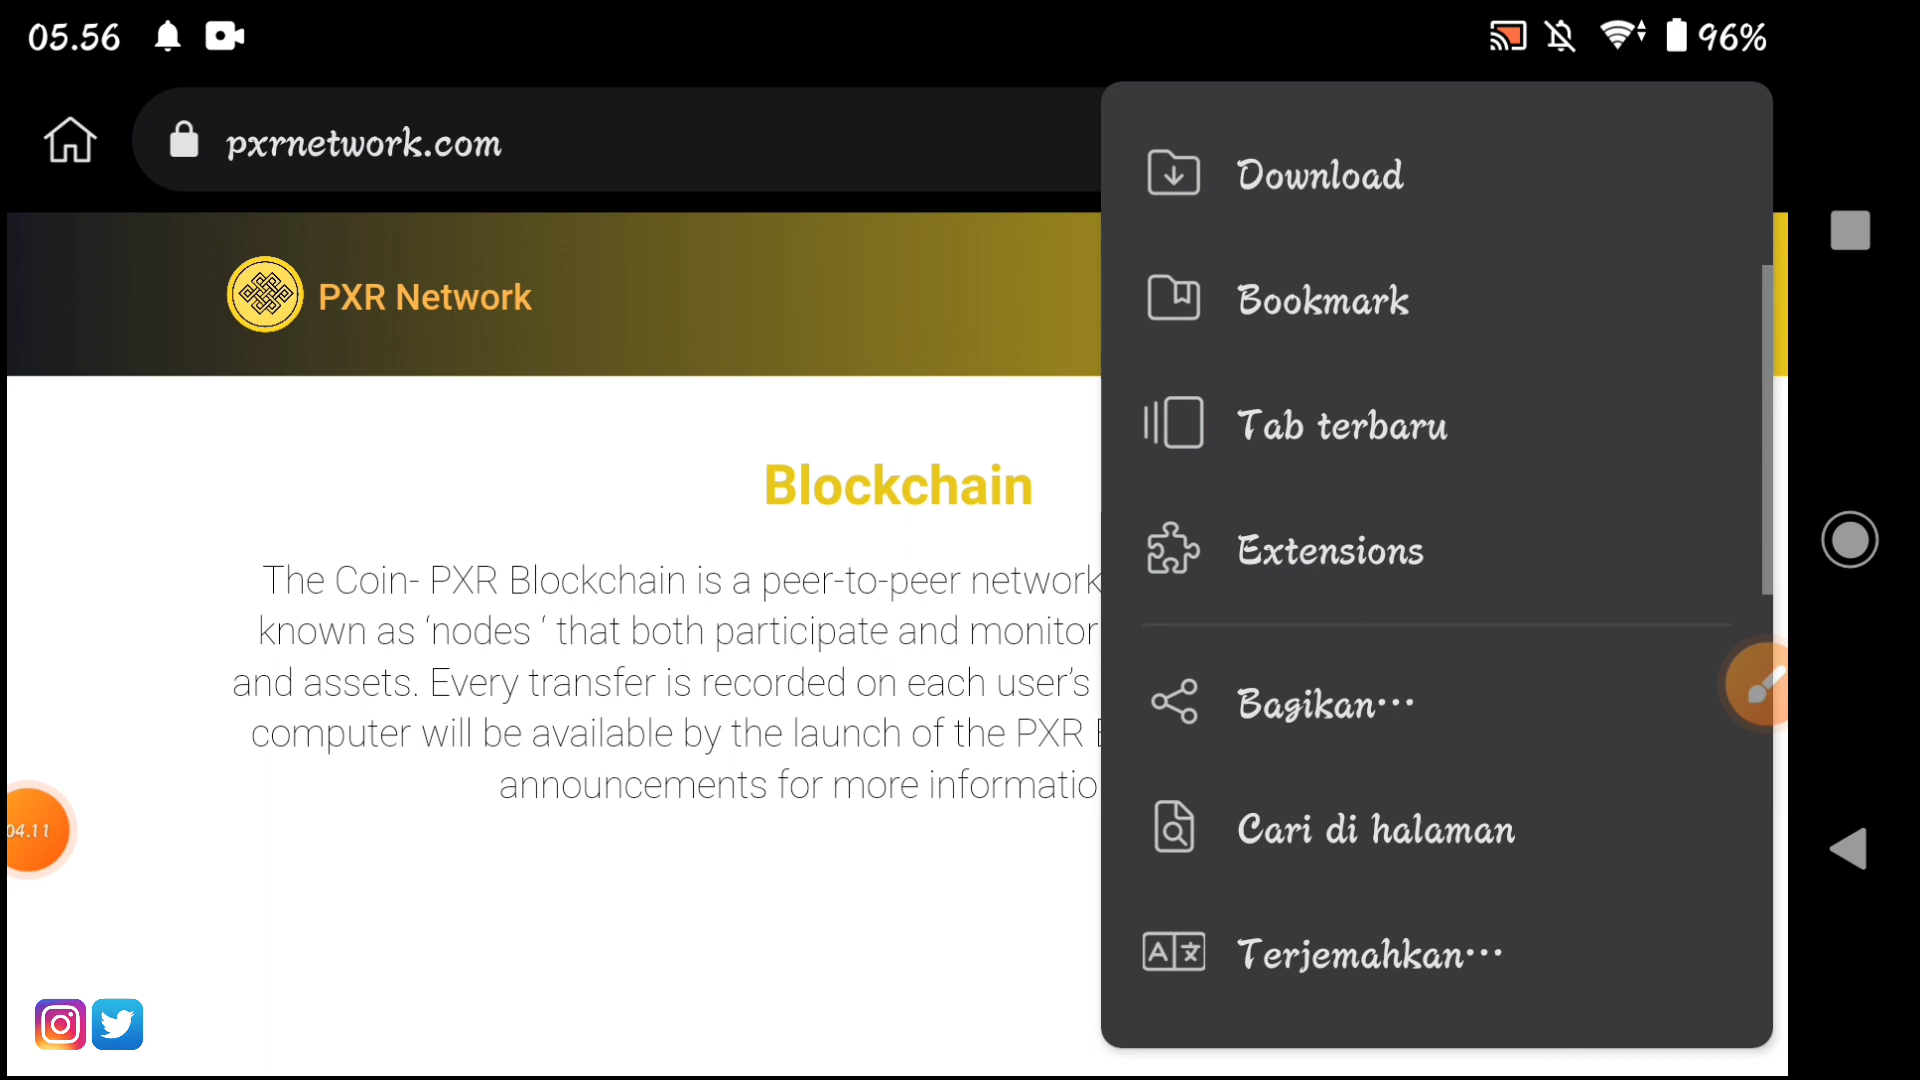 05.56
96%
pxrnetwork.com
PXR Network
Blockchain
The Coin- PXR Blockchain is a peer-to-peer network
known as ‘nodes ‘ that both participate and monitor
and assets. Every transfer is recorded on each user’s
computer will be available by the launch of the PXR
announcements for more informatio
04.11
Download
Bookmark
Tab terbaru
Extensions
Bagikan...
Cari di halaman
Terjemahkan...